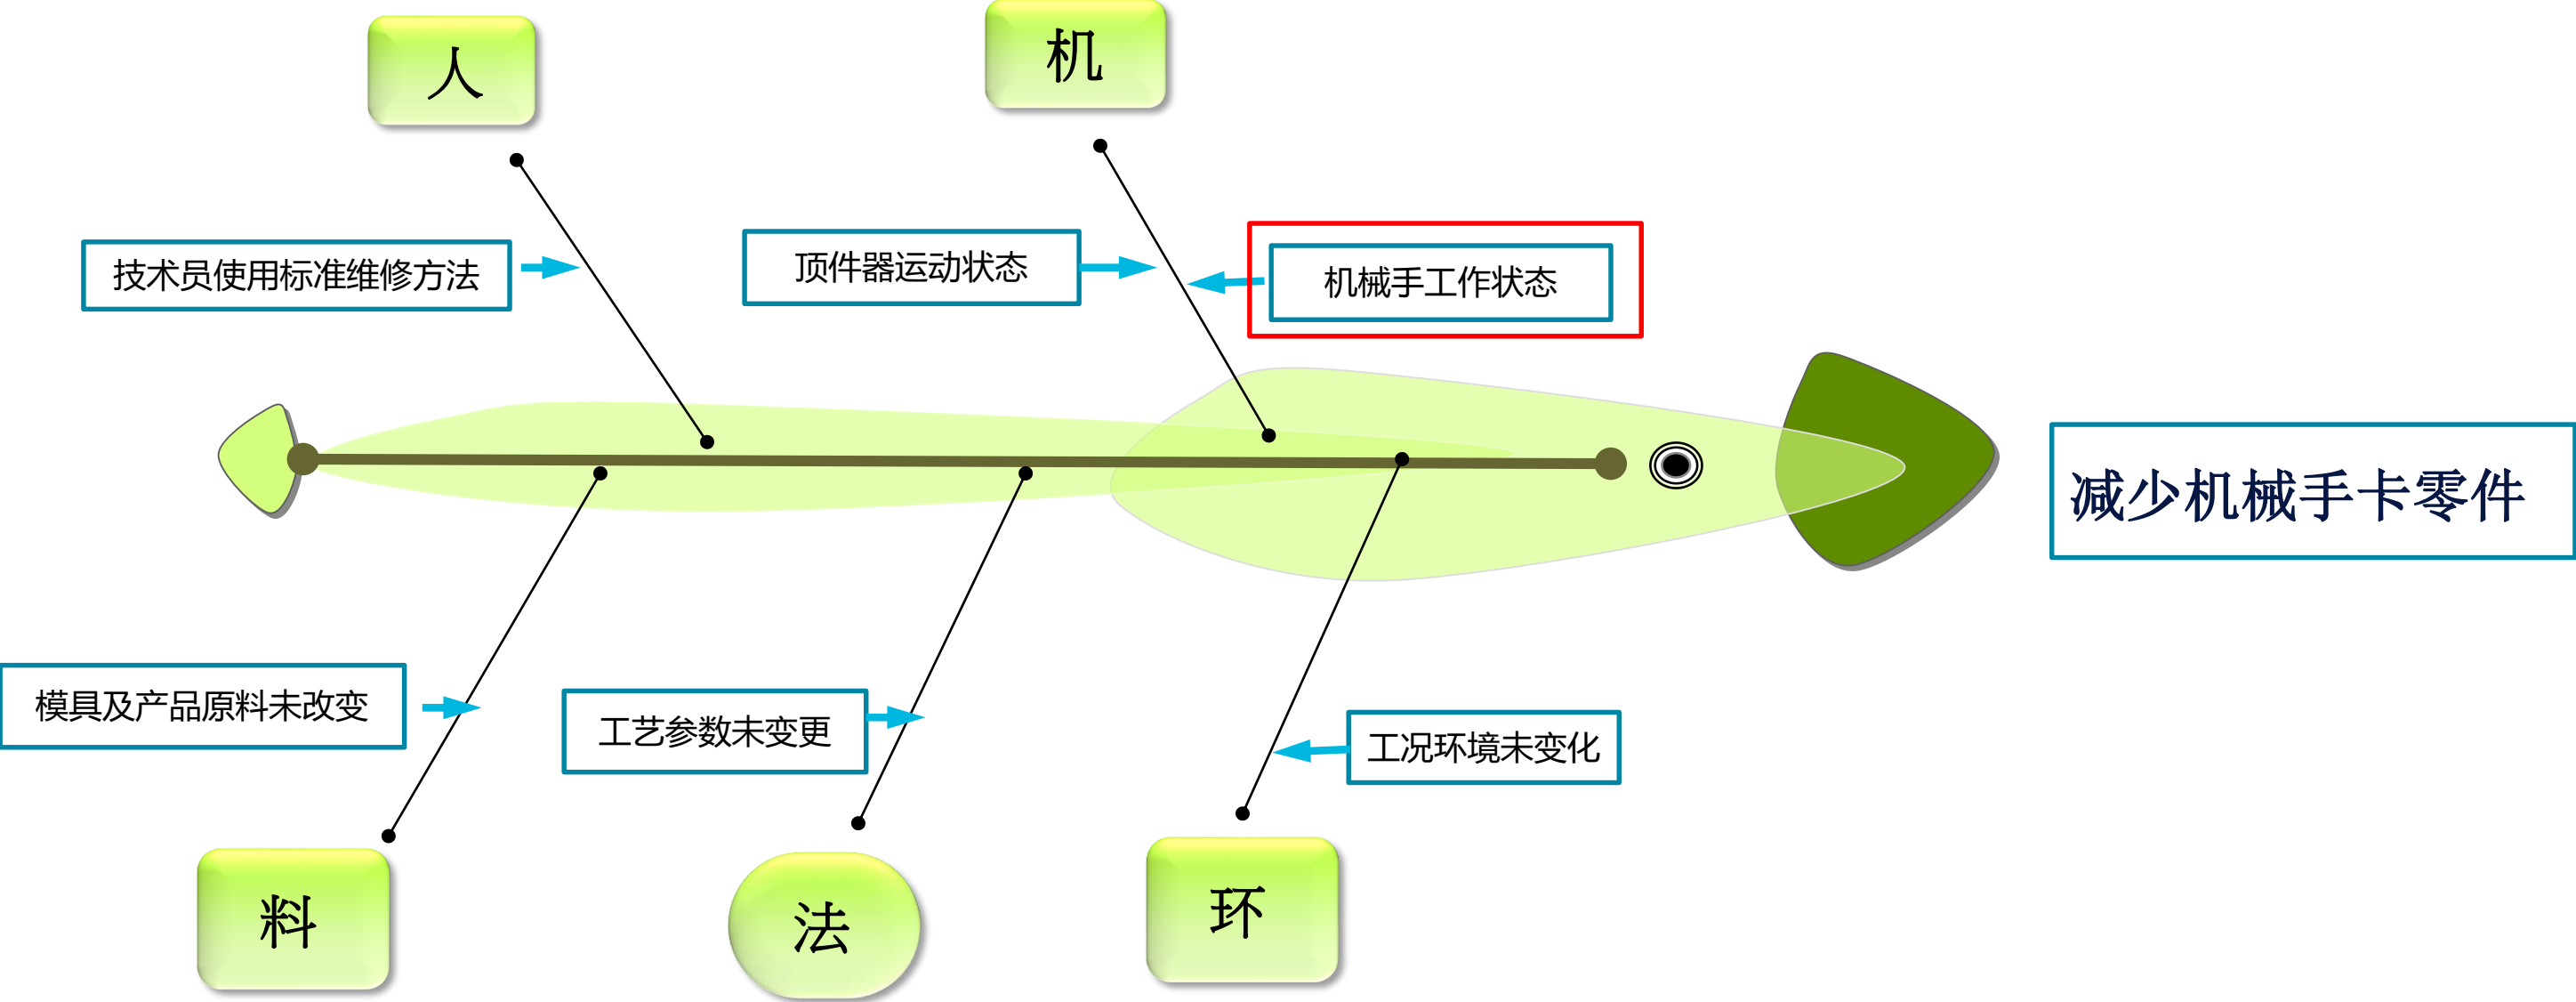 人
机
技术员使用标准维修方法
顶件器运动状态
机械手工作状态
减少机械手卡零件
模具及产品原料未改变
工艺参数未变更
工况环境未变化
料
法
环